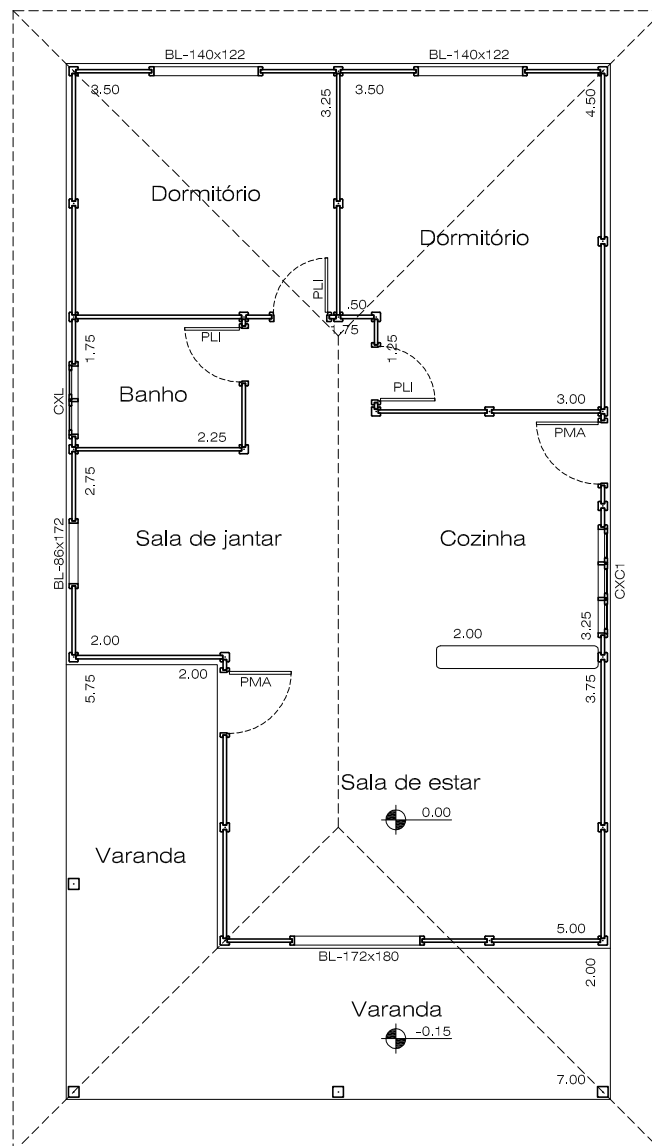 BL-140x122
BL-140x122
3.50
3.25
3.50
4.50
Dormitório
Dormitório
PLI
.50
1.75
1.75
PLI
1.25
CXL
Banho
PLI
3.00
2.25
PMA
2.75
BL-86x172
Sala de jantar
Cozinha
CXC1
3.25
2.00
2.00
2.00
5.75
PMA
3.75
Sala de estar
0.00
Varanda
5.00
BL-172x180
2.00
Varanda
-0.15
7.00